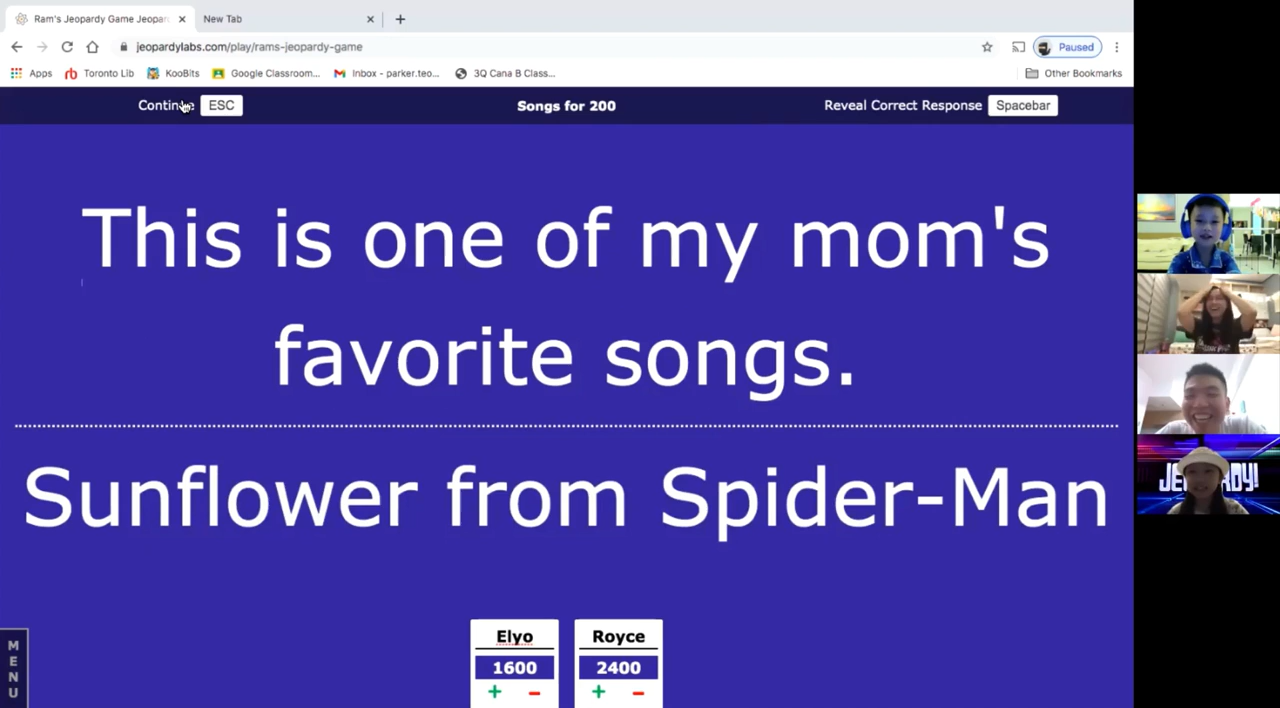 Ram's Jeopardy Game Jeopar
New Tab
jeopardylabs.com/play/rams-jeopardy-game
Paused
Apps
Toronto Lib
KooBits
Google Classroom...
Inbox - parker.teo...
3Q Cana B Class...
Other Bookmarks
Continue ESC
Songs for 200
Reveal Correct Response Spacebar
This is one of my mom's
favorite songs.
Sunflower from Spider-Man
MENU
Elyo
1600
+ −
Royce
2400
+ −